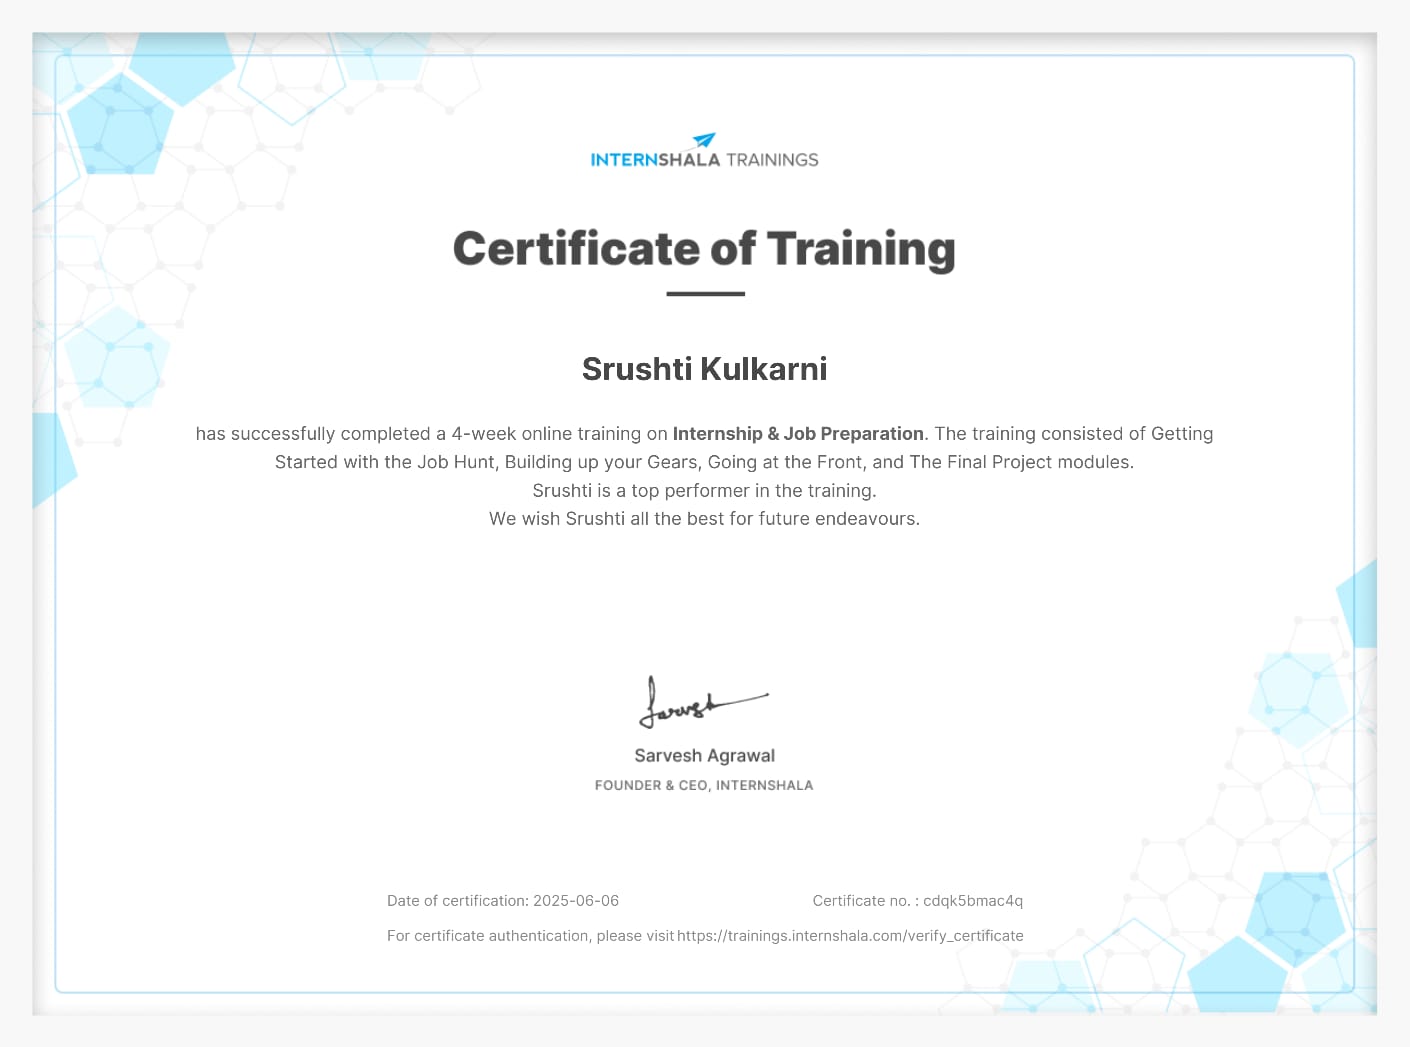 INTERNSHALA TRAININGS
Certificate of Training
Srushti Kulkarni
has successfully completed a 4-week online training on Internship & Job Preparation. The training consisted of Getting
Started with the Job Hunt, Building up your Gears, Going at the Front, and The Final Project modules.
Srushti is a top performer in the training.
We wish Srushti all the best for future endeavours.
Sarvesh
Sarvesh Agrawal
FOUNDER & CEO, INTERNSHALA
Date of certification: 2025-06-06
Certificate no. : cdqk5bmac4q
For certificate authentication, please visit https://trainings.internshala.com/verify_certificate